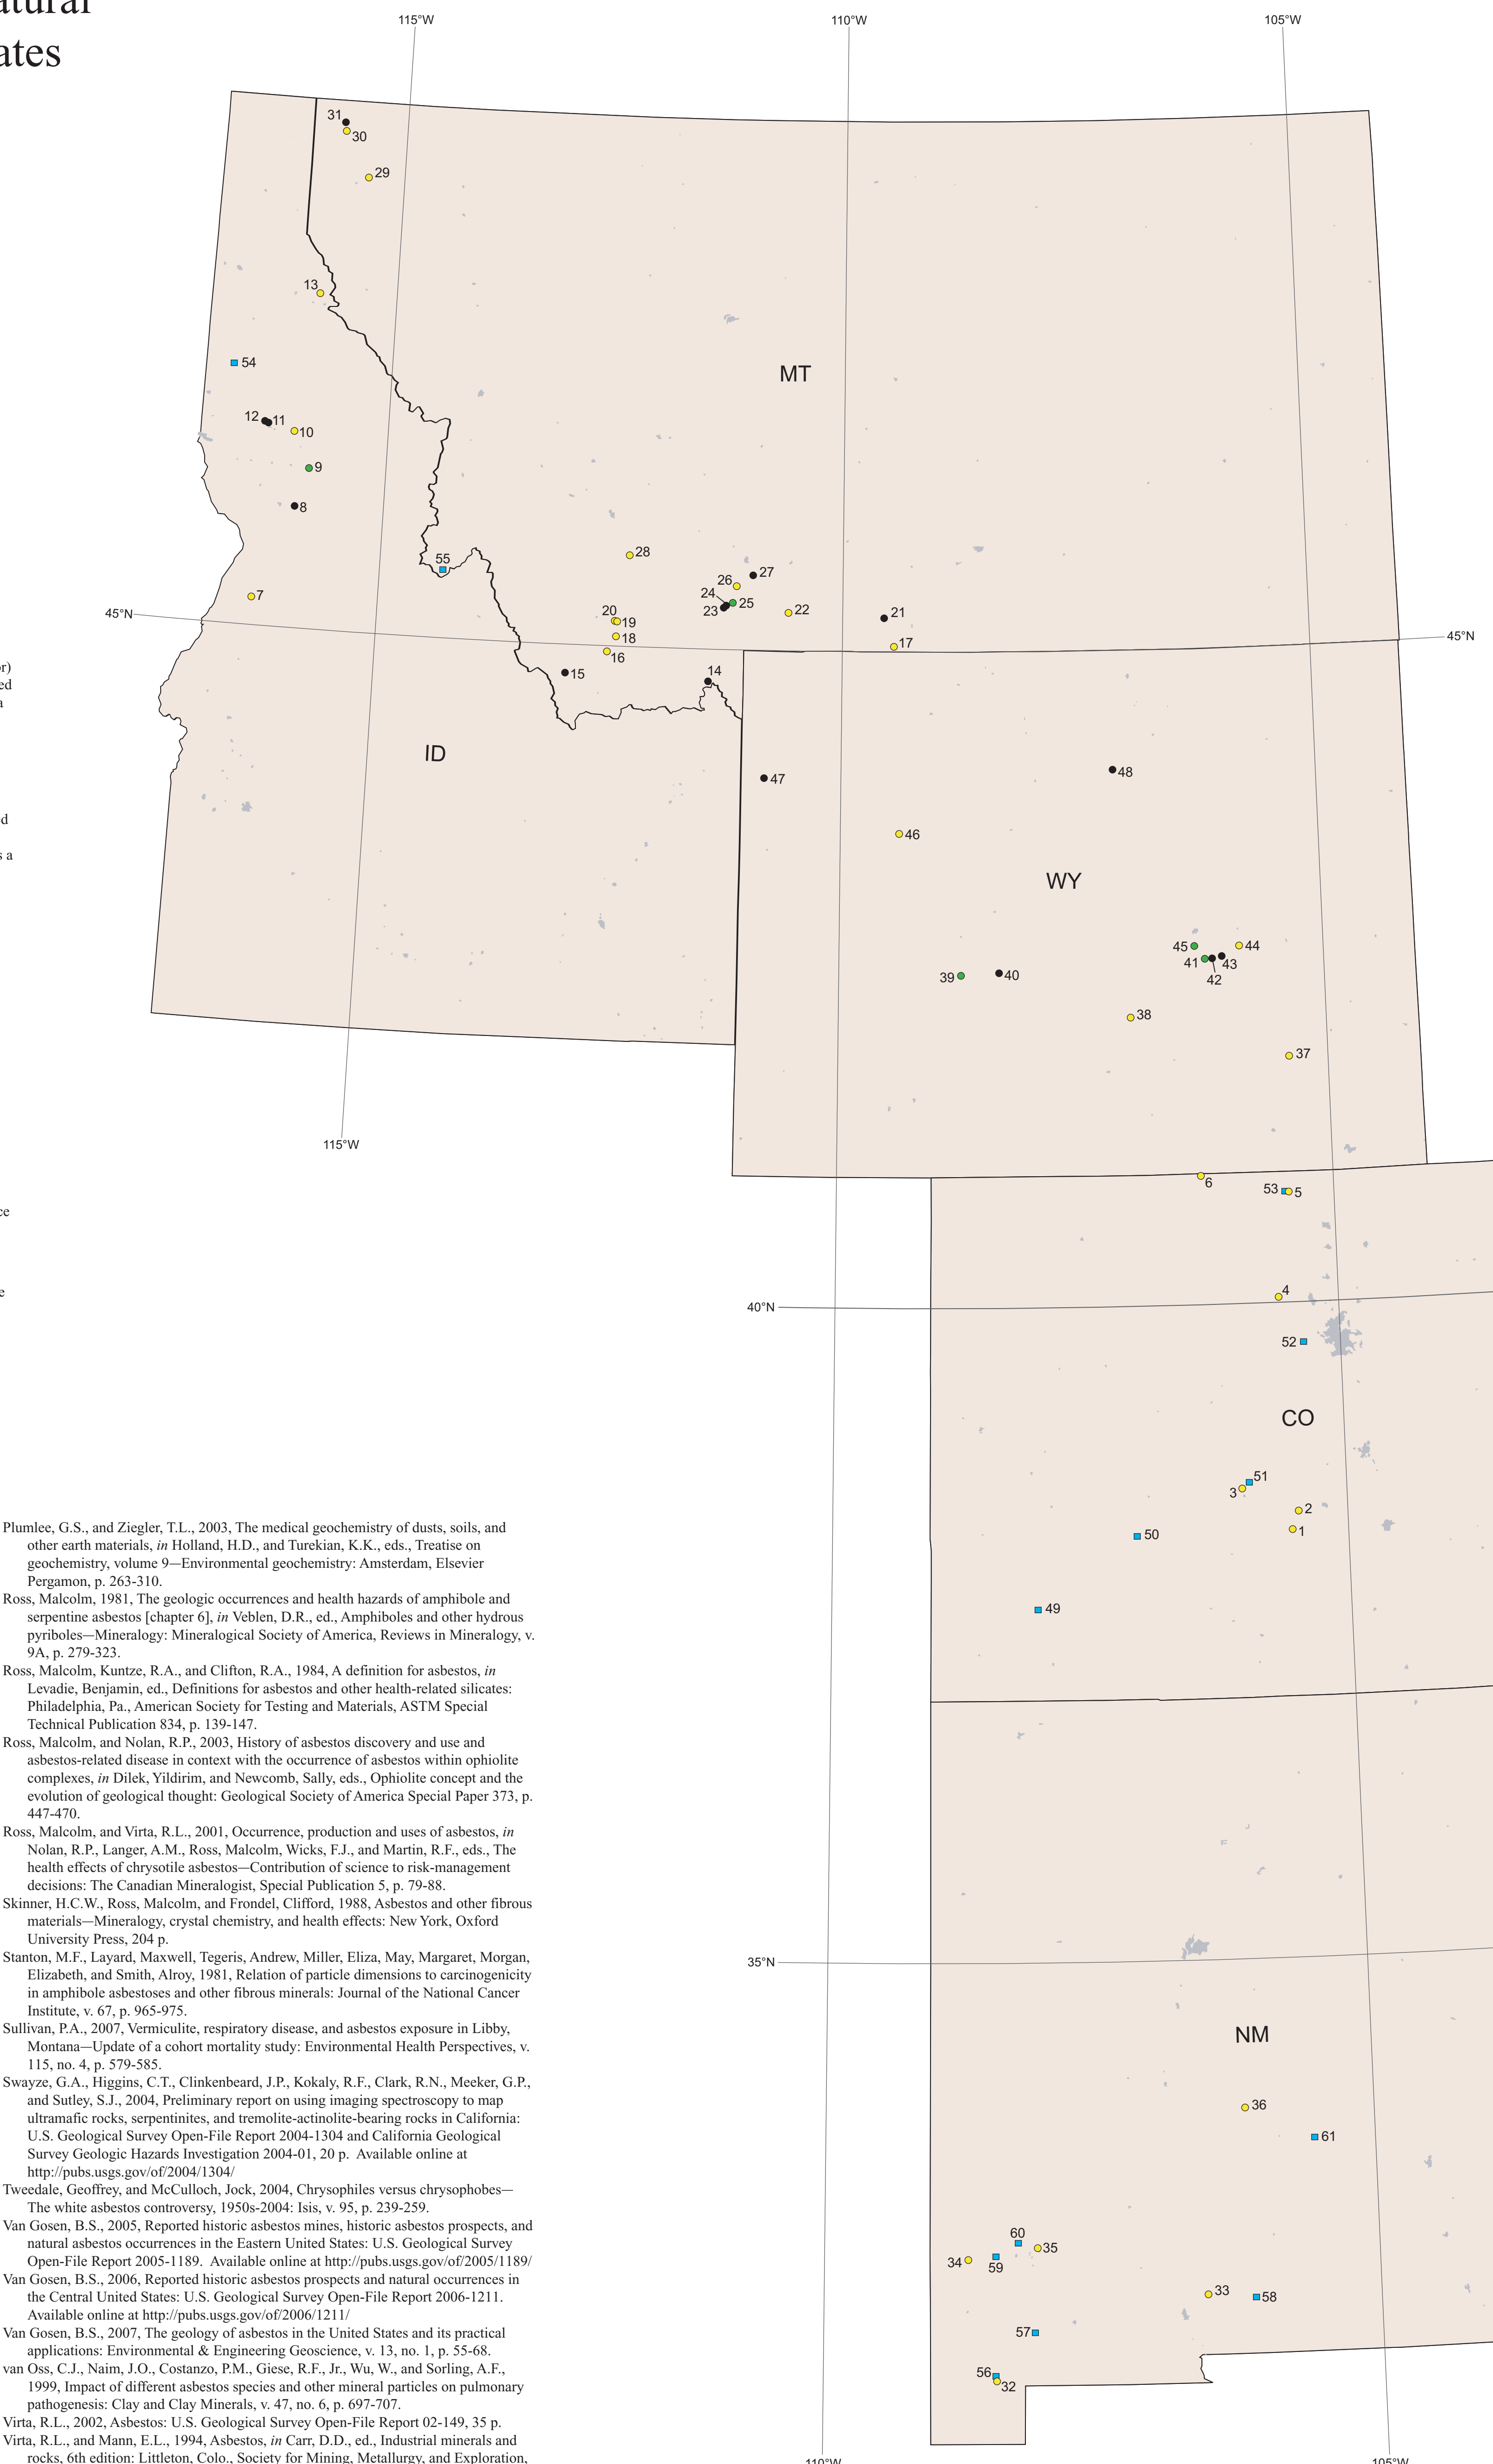 atural
ates
115°W
110°W
105°W
31
30
29
13
54
MT
12
11
10
9
8
55
28
27
26
7
24
25
45°N
20
23
22
21
19
18
17
45°N
16
15
14
or)
ed
a
ID
47
48
d
46
s a
WY
45
44
41
43
39
40
42
38
37
115°W
6
53
5
ce
4
e
40°N
52
CO
51
3
2
50
1
49
Plumlee, G.S., and Ziegler, T.L., 2003, The medical geochemistry of dusts, soils, and
other earth materials, in Holland, H.D., and Turekian, K.K., eds., Treatise on
geochemistry, volume 9—Environmental geochemistry: Amsterdam, Elsevier
Pergamon, p. 263-310.
Ross, Malcolm, 1981, The geologic occurrences and health hazards of amphibole and
serpentine asbestos [chapter 6], in Veblen, D.R., ed., Amphiboles and other hydrous
pyriboles—Mineralogy: Mineralogical Society of America, Reviews in Mineralogy, v.
9A, p. 279-323.
Ross, Malcolm, Kuntze, R.A., and Clifton, R.A., 1984, A definition for asbestos, in
Levadie, Benjamin, ed., Definitions for asbestos and other health-related silicates:
Philadelphia, Pa., American Society for Testing and Materials, ASTM Special
Technical Publication 834, p. 139-147.
Ross, Malcolm, and Nolan, R.P., 2003, History of asbestos discovery and use and
asbestos-related disease in context with the occurrence of asbestos within ophiolite
complexes, in Dilek, Yildirim, and Newcomb, Sally, eds., Ophiolite concept and the
evolution of geological thought: Geological Society of America Special Paper 373, p.
447-470.
Ross, Malcolm, and Virta, R.L., 2001, Occurrence, production and uses of asbestos, in
Nolan, R.P., Langer, A.M., Ross, Malcolm, Wicks, F.J., and Martin, R.F., eds., The
health effects of chrysotile asbestos—Contribution of science to risk-management
decisions: The Canadian Mineralogist, Special Publication 5, p. 79-88.
Skinner, H.C.W., Ross, Malcolm, and Frondel, Clifford, 1988, Asbestos and other fibrous
materials—Mineralogy, crystal chemistry, and health effects: New York, Oxford
University Press, 204 p.
Stanton, M.F., Layard, Maxwell, Tegeris, Andrew, Miller, Eliza, May, Margaret, Morgan,
Elizabeth, and Smith, Alroy, 1981, Relation of particle dimensions to carcinogenicity
in amphibole asbestoses and other fibrous minerals: Journal of the National Cancer
Institute, v. 67, p. 965-975.
Sullivan, P.A., 2007, Vermiculite, respiratory disease, and asbestos exposure in Libby,
Montana—Update of a cohort mortality study: Environmental Health Perspectives, v.
115, no. 4, p. 579-585.
Swayze, G.A., Higgins, C.T., Clinkenbeard, J.P., Kokaly, R.F., Clark, R.N., Meeker, G.P.,
and Sutley, S.J., 2004, Preliminary report on using imaging spectroscopy to map
ultramafic rocks, serpentinites, and tremolite-actinolite-bearing rocks in California:
U.S. Geological Survey Open-File Report 2004-1304 and California Geological
Survey Geologic Hazards Investigation 2004-01, 20 p.  Available online at
http://pubs.usgs.gov/of/2004/1304/
Tweedale, Geoffrey, and McCulloch, Jock, 2004, Chrysophiles versus chrysophobes—
The white asbestos controversy, 1950s-2004: Isis, v. 95, p. 239-259.
Van Gosen, B.S., 2005, Reported historic asbestos mines, historic asbestos prospects, and
natural asbestos occurrences in the Eastern United States: U.S. Geological Survey
Open-File Report 2005-1189.  Available online at http://pubs.usgs.gov/of/2005/1189/
Van Gosen, B.S., 2006, Reported historic asbestos prospects and natural occurrences in
the Central United States: U.S. Geological Survey Open-File Report 2006-1211.
Available online at http://pubs.usgs.gov/of/2006/1211/
Van Gosen, B.S., 2007, The geology of asbestos in the United States and its practical
applications: Environmental & Engineering Geoscience, v. 13, no. 1, p. 55-68.
van Oss, C.J., Naim, J.O., Costanzo, P.M., Giese, R.F., Jr., Wu, W., and Sorling, A.F.,
1999, Impact of different asbestos species and other mineral particles on pulmonary
pathogenesis: Clay and Clay Minerals, v. 47, no. 6, p. 697-707.
Virta, R.L., 2002, Asbestos: U.S. Geological Survey Open-File Report 02-149, 35 p.
Virta, R.L., and Mann, E.L., 1994, Asbestos, in Carr, D.D., ed., Industrial minerals and
rocks, 6th edition: Littleton, Colo., Society for Mining, Metallurgy, and Exploration,
35°N
NM
36
61
60
35
34
59
33
58
57
56
32
110°W
105°W